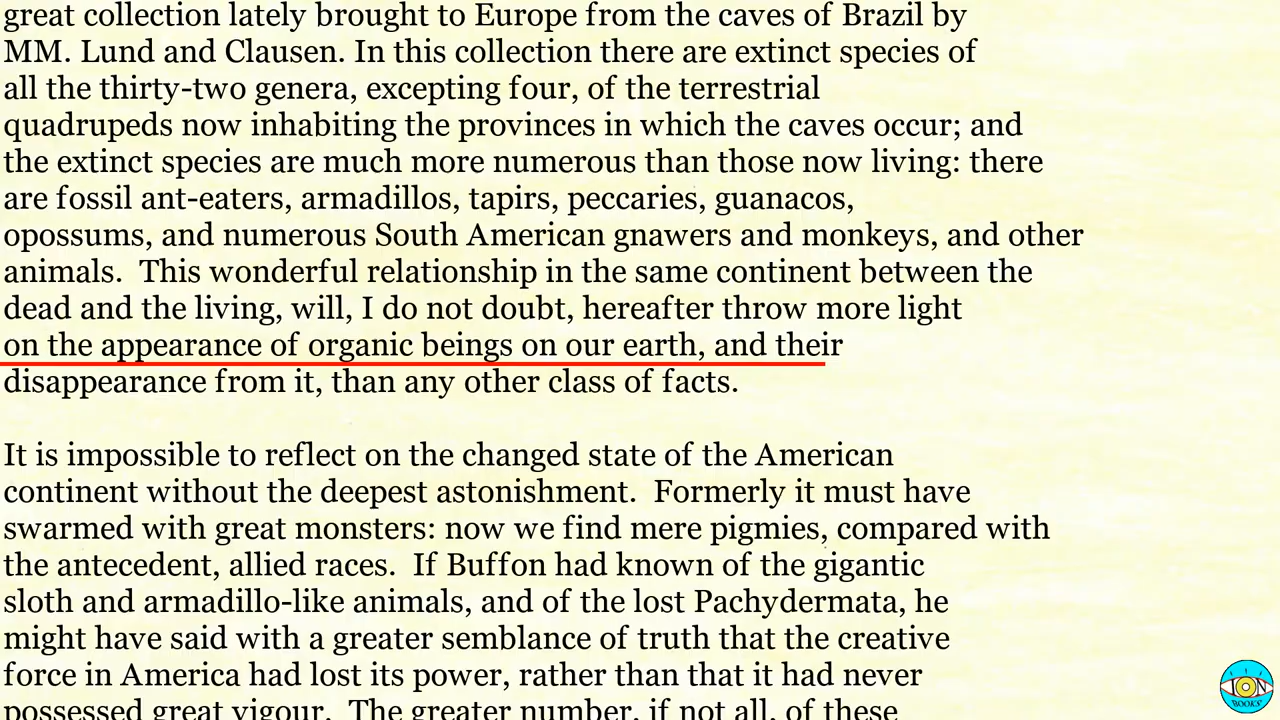 great collection lately brought to Europe from the caves of Brazil by
MM. Lund and Clausen. In this collection there are extinct species of
all the thirty-two genera, excepting four, of the terrestrial
quadrupeds now inhabiting the provinces in which the caves occur; and
the extinct species are much more numerous than those now living: there
are fossil ant-eaters, armadillos, tapirs, peccaries, guanacos,
opossums, and numerous South American gnawers and monkeys, and other
animals.  This wonderful relationship in the same continent between the
dead and the living, will, I do not doubt, hereafter throw more light
on the appearance of organic beings on our earth, and their
disappearance from it, than any other class of facts.
It is impossible to reflect on the changed state of the American
continent without the deepest astonishment.  Formerly it must have
swarmed with great monsters: now we find mere pigmies, compared with
the antecedent, allied races.  If Buffon had known of the gigantic
sloth and armadillo-like animals, and of the lost Pachydermata, he
might have said with a greater semblance of truth that the creative
force in America had lost its power, rather than that it had never
possessed great vigour.  The greater number, if not all, of these
ION
BOOKS